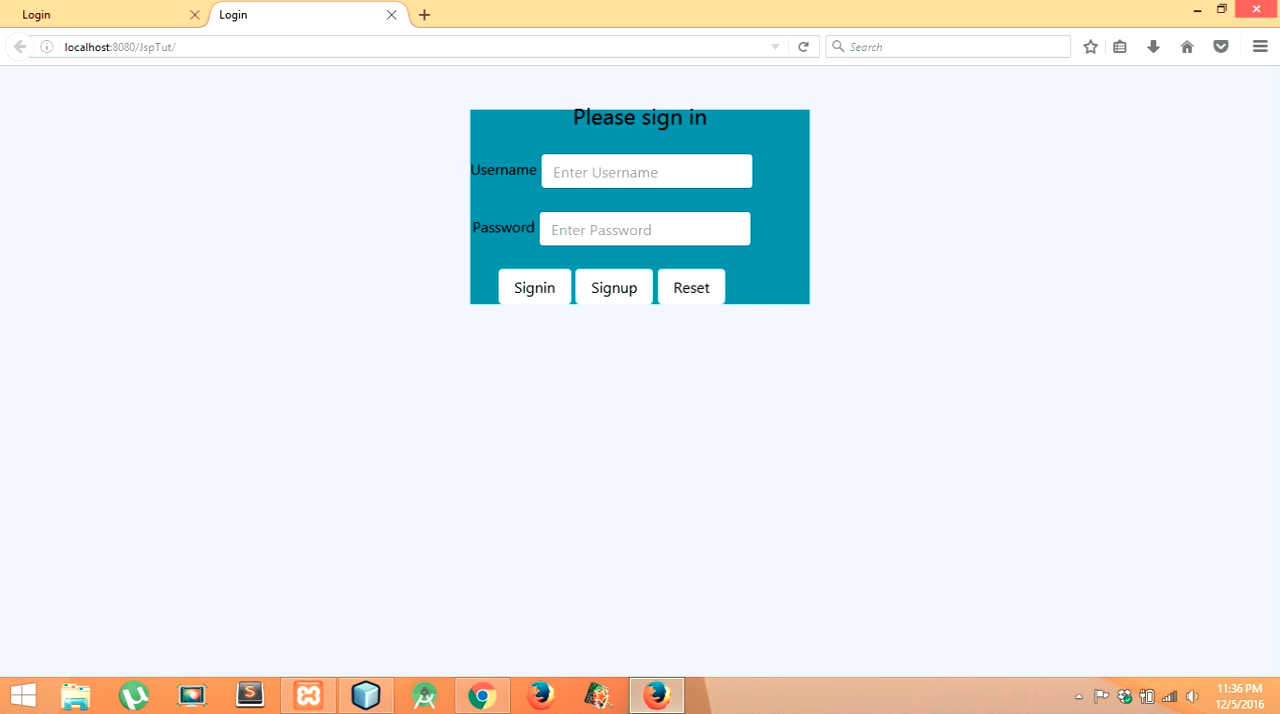 Login
Login
localhost:8080/JspTut/
Search
Please sign in
Username Enter Username
Password Enter Password
Signin Signup Reset
S
11:36 PM
12/5/2016